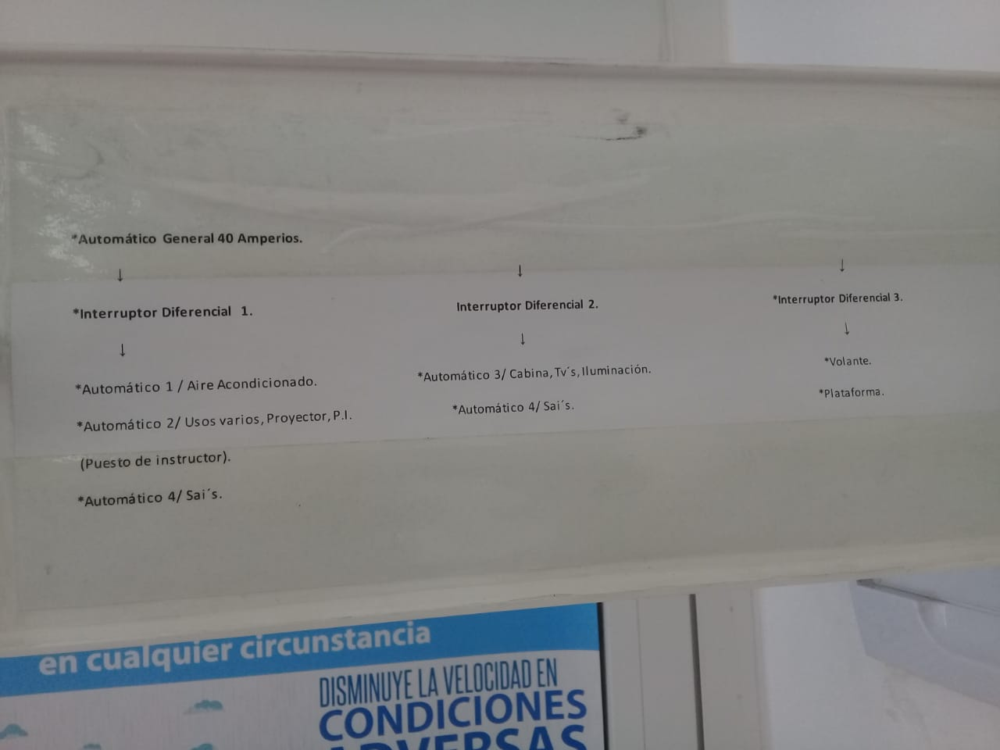 *Automático General 40 Amperios.
↓ ↓ ↓
*Interruptor Diferencial 1.
↓
*Automático 1 / Aire Acondicionado.
*Automático 2/ Usos varios, Proyector, P.I.
(Puesto de instructor).
*Automático 4/ Sai´s.
Interruptor Diferencial 2.
↓
*Automático 3/ Cabina, Tv´s, Iluminación.
*Automático 4/ Sai´s.
*Interruptor Diferencial 3.
↓
*Volante.
*Plataforma.
en cualquier circunstancia
DISMINUYE LA VELOCIDAD EN
CONDICIONES
ADVERSAS